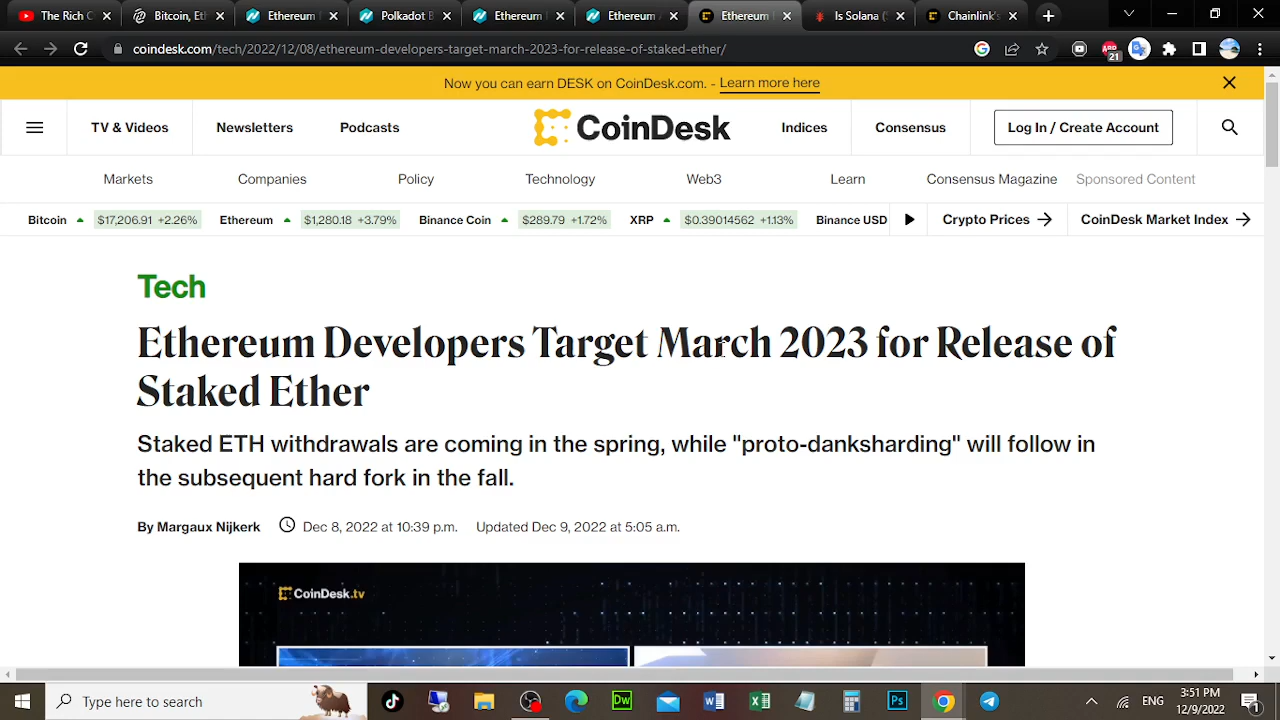 The Rich C
Bitcoin, Et
Ethereum
Polkadot B
Ethereum
Ethereum
Ethereum
Is Solana (
Chainlink's
coindesk.com/tech/2022/12/08/ethereum-developers-target-march-2023-for-release-of-staked-ether/
21
Now you can earn DESK on CoinDesk.com. - Learn more here
TV & Videos
Newsletters
Podcasts
CoinDesk
Indices
Consensus
Log In / Create Account
Markets
Companies
Policy
Technology
Web3
Learn
Consensus Magazine
Sponsored Content
Bitcoin $17,206.91 +2.26%
Ethereum $1,280.18 +3.79%
Binance Coin $289.79 +1.72%
XRP $0.39014562 +1.13%
Binance USD
Crypto Prices
CoinDesk Market Index
Tech
Ethereum Developers Target March 2023 for Release of
Staked Ether
Staked ETH withdrawals are coming in the spring, while "proto-danksharding" will follow in
the subsequent hard fork in the fall.
By Margaux Nijkerk Dec 8, 2022 at 10:39 p.m. Updated Dec 9, 2022 at 5:05 a.m.
CoinDesk.tv
Type here to search
Dw
Ps
ENG
3:51 PM
12/9/2022
1